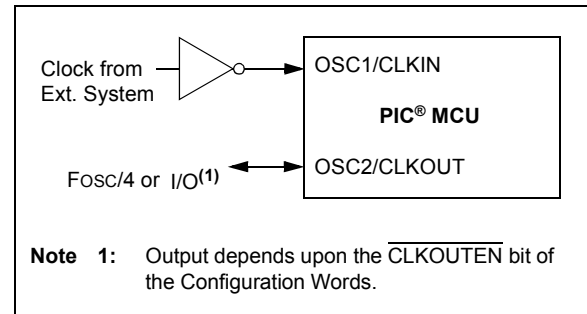 Clock from
Ext. System
OSC1/CLKIN
PIC® MCU
FOSC/4 or I/O(1)
OSC2/CLKOUT
Note 1: Output depends upon the CLKOUTEN bit of
the Configuration Words.